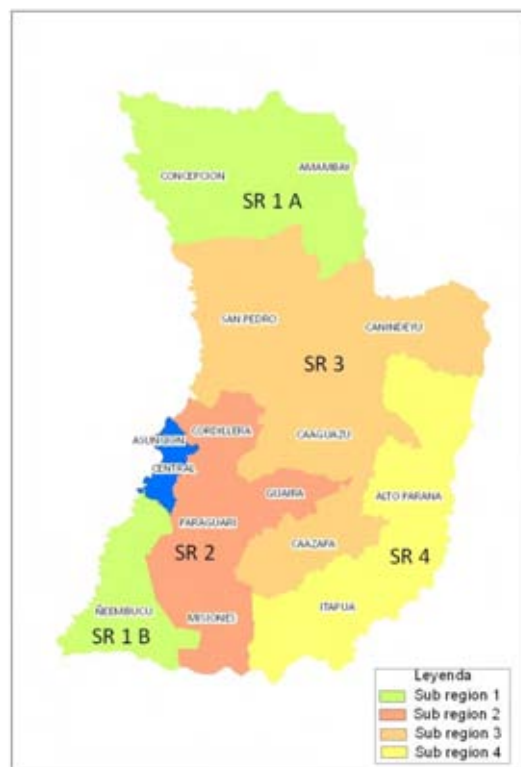 CONCEPCION
AMAMBAY
SR 1 A
SAN PEDRO
CANINDEYU
SR 3
CORDILLERA
ASUNCION
CAAGUAZU
CENTRAL
GUAIRA
ALTO PARANA
PARAGUARI
CAAZAPA
SR 2
SR 4
ÑEEMBUCU
MISIONES
ITAPUA
SR 1 B
Leyenda
Sub region 1
Sub region 2
Sub region 3
Sub region 4